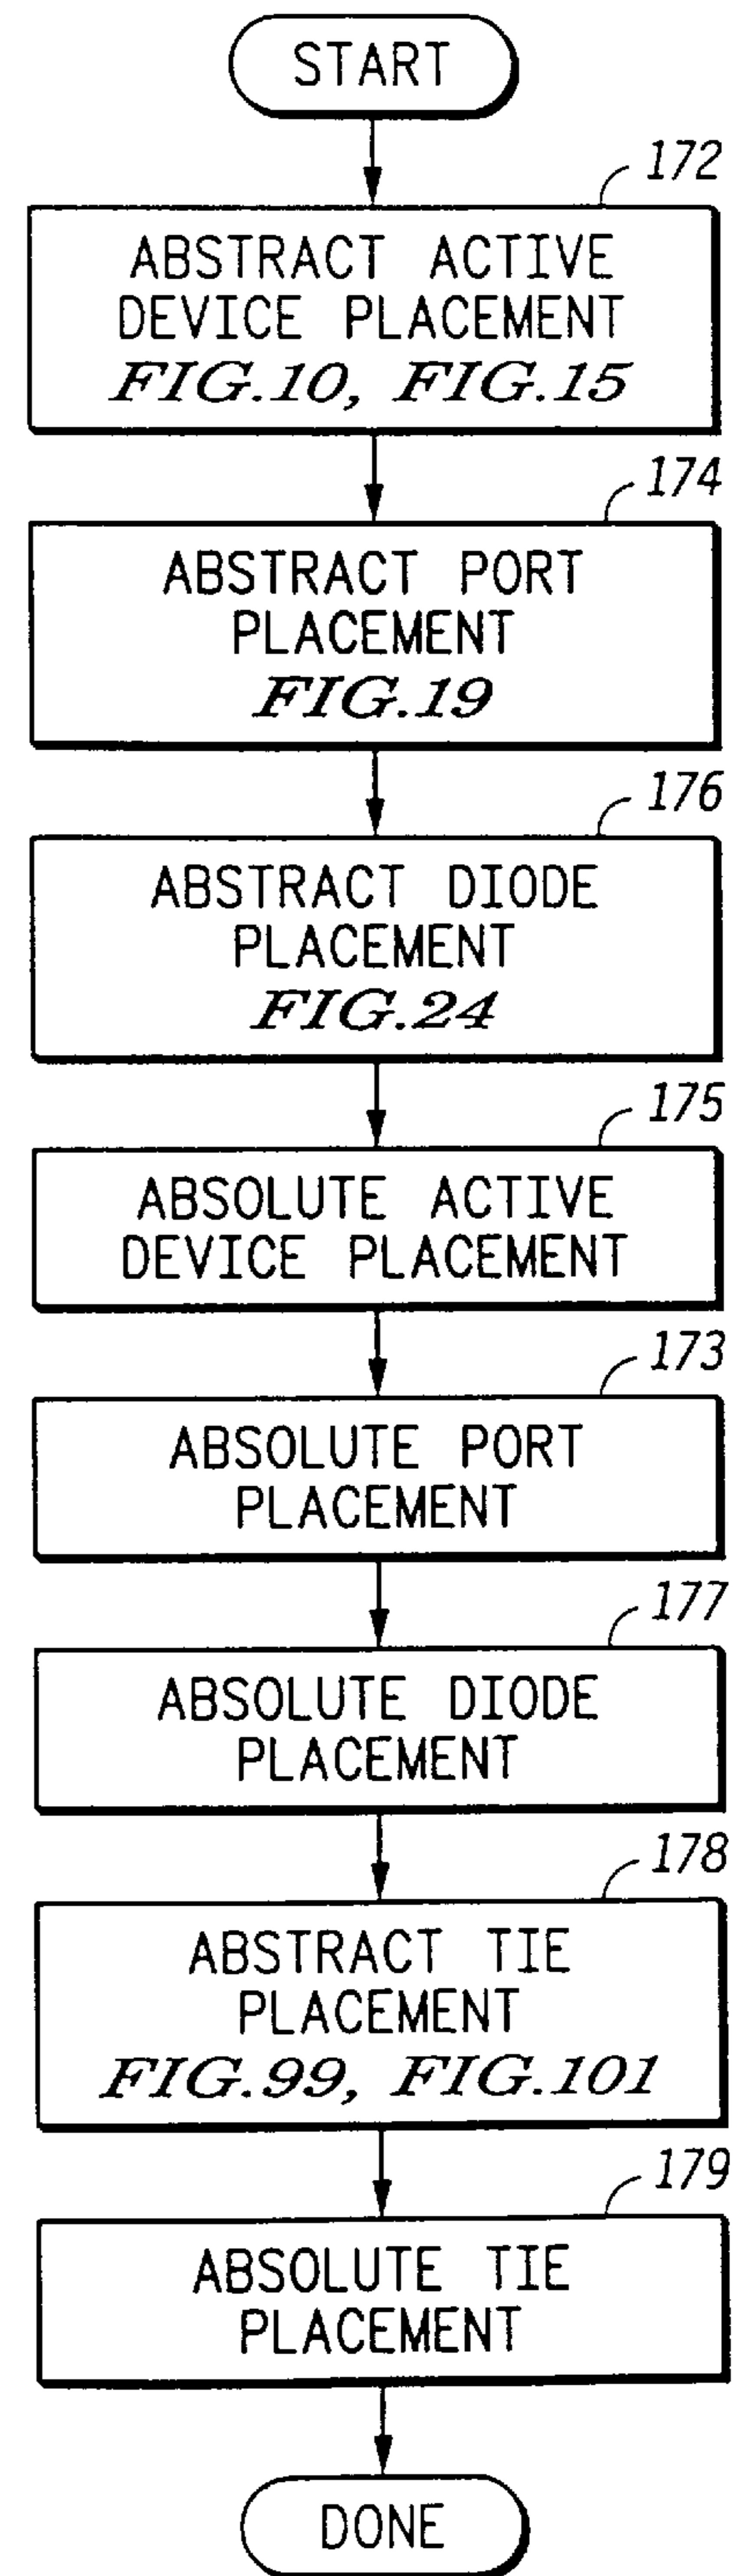 START
172
ABSTRACT ACTIVE
DEVICE PLACEMENT
FIG.10, FIG.15
174
ABSTRACT PORT
PLACEMENT
FIG.19
176
ABSTRACT DIODE
PLACEMENT
FIG.24
175
ABSOLUTE ACTIVE
DEVICE PLACEMENT
173
ABSOLUTE PORT
PLACEMENT
177
ABSOLUTE DIODE
PLACEMENT
178
ABSTRACT TIE
PLACEMENT
FIG.99, FIG.101
179
ABSOLUTE TIE
PLACEMENT
DONE